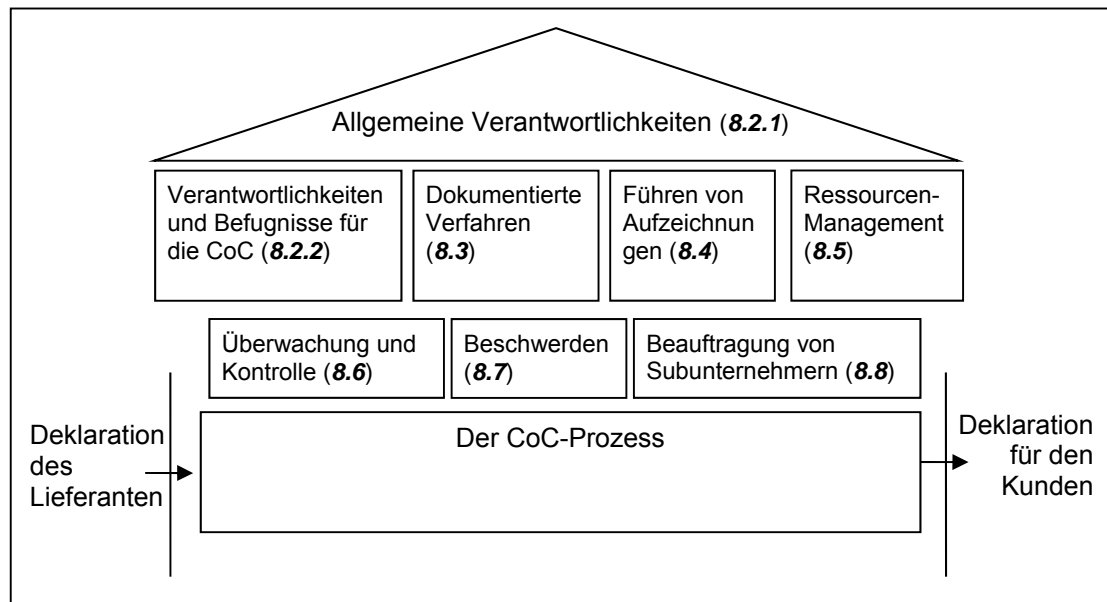 Allgemeine Verantwortlichkeiten (8.2.1)
Verantwortlichkeiten
und Befugnisse für
die CoC (8.2.2)
Dokumentierte
Verfahren
(8.3)
Führen von
Aufzeichnun
gen (8.4)
Ressourcen-
Management
(8.5)
Überwachung und
Kontrolle (8.6)
Beschwerden
(8.7)
Beauftragung von
Subunternehmern (8.8)
Deklaration
des
Lieferanten
Der CoC-Prozess
Deklaration
für den
Kunden